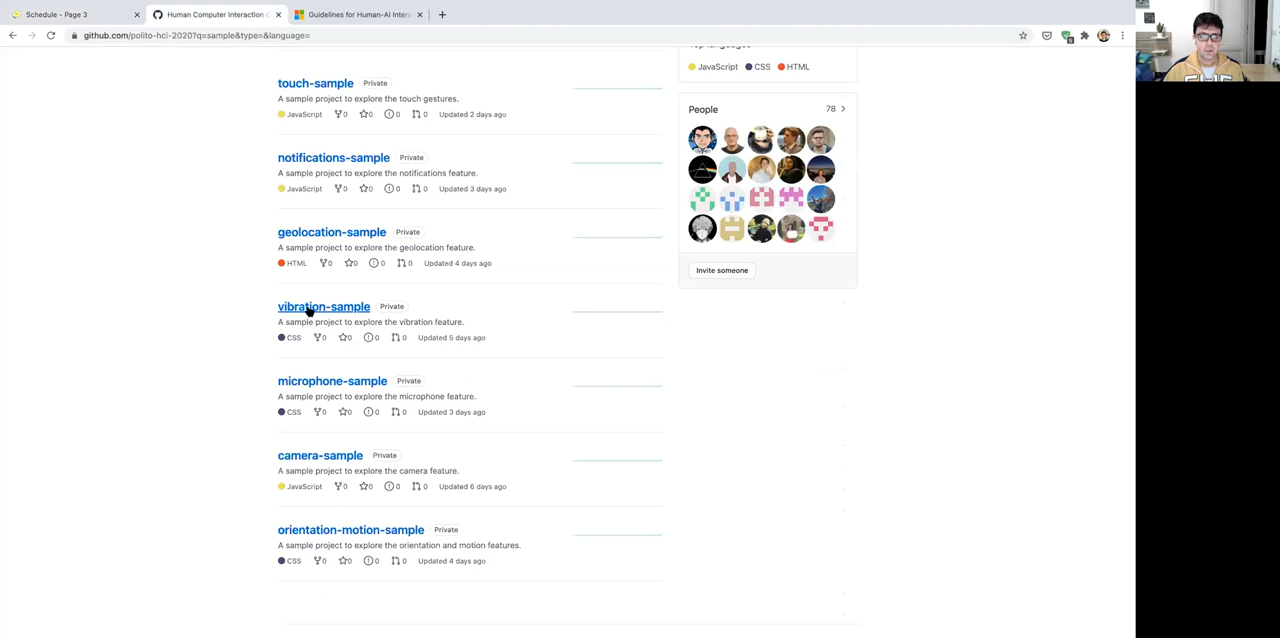 Schedule - Page 3
Human Computer Interaction c
Guidelines for Human-AI Intera
github.com/polito-hci-2020?q=sample&type=&language=
JavaScript CSS HTML
touch-sample Private
A sample project to explore the touch gestures.
JavaScript 0 0 0 0 Updated 2 days ago
People 78
notifications-sample Private
A sample project to explore the notifications feature.
JavaScript 0 0 0 0 Updated 3 days ago
geolocation-sample Private
A sample project to explore the geolocation feature.
HTML 0 0 0 0 Updated 4 days ago
Invite someone
vibration-sample Private
A sample project to explore the vibration feature.
CSS 0 0 0 0 Updated 5 days ago
microphone-sample Private
A sample project to explore the microphone feature.
CSS 0 0 0 0 Updated 3 days ago
camera-sample Private
A sample project to explore the camera feature.
JavaScript 0 0 0 0 Updated 6 days ago
orientation-motion-sample Private
A sample project to explore the orientation and motion features.
CSS 0 0 0 0 Updated 4 days ago